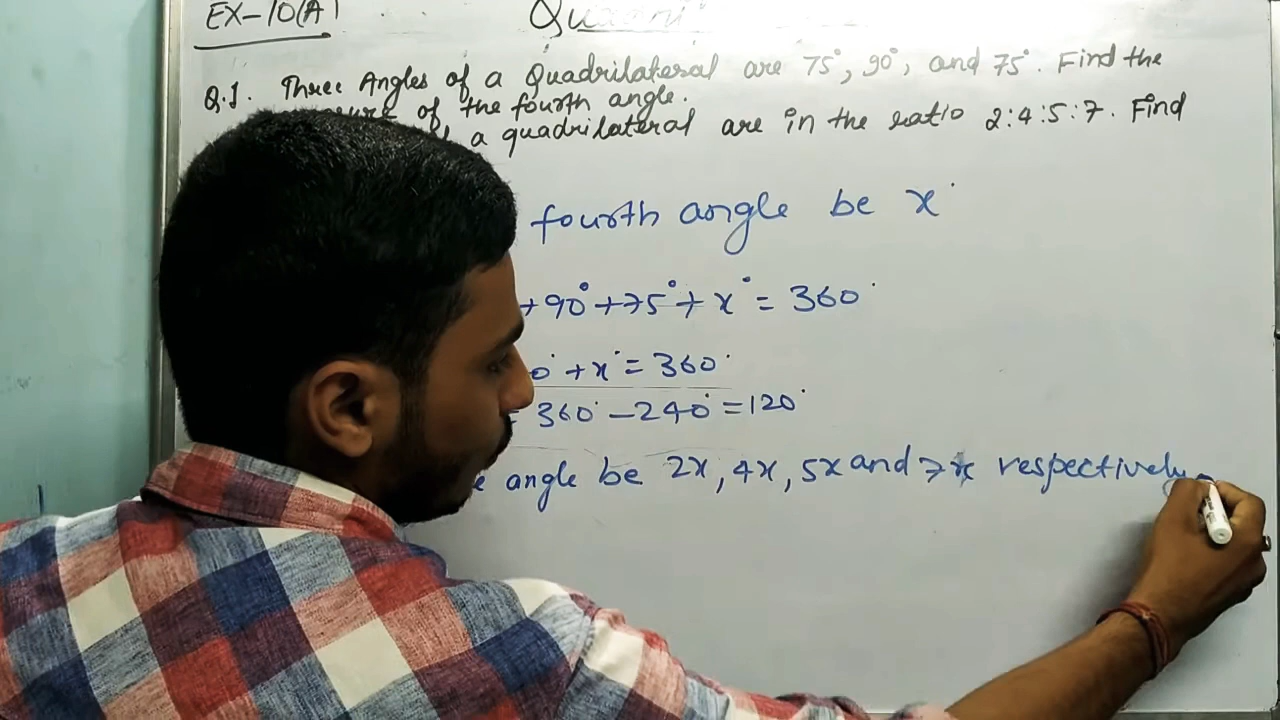 EX-10(A)
Q.1. Three Angles of a Quadrilateral are 75°, 90°, and 75°. Find the
of the fourth angle.
a quadrilateral are in the ratio 2:4:5:7. Find
fourth angle be x°
+90°+75°+x°=360°
0°+x°=360°
= 360°-240°=120°
angle be 2x, 4x, 5x and 7x respectively